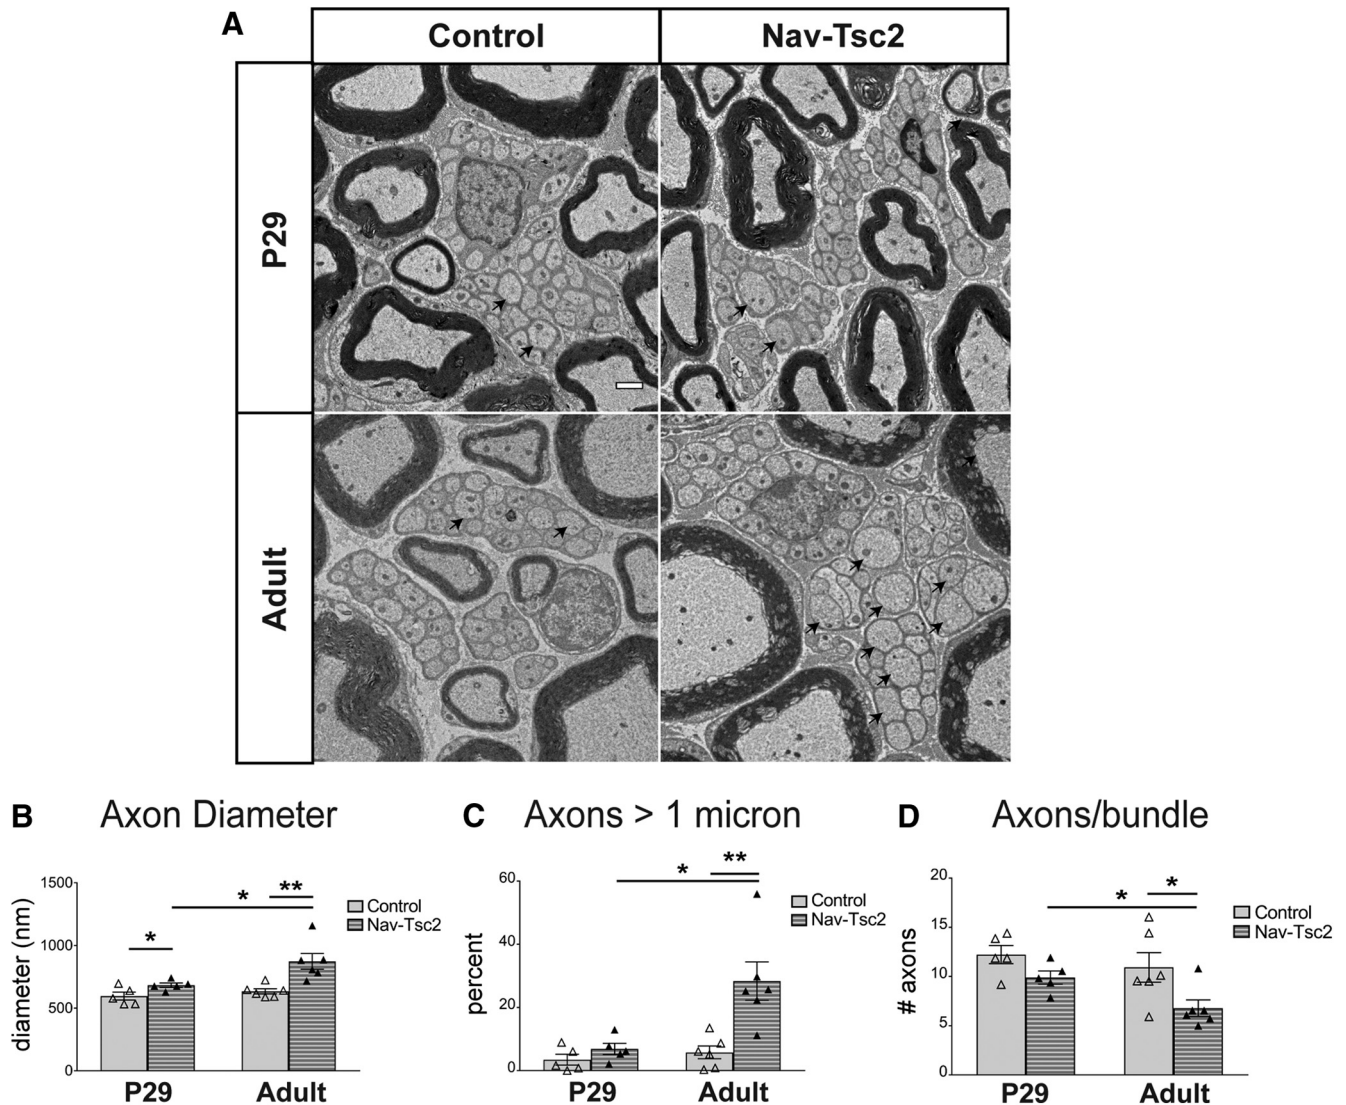 A
Control
Nav-Tsc2
P29
Adult
B
Axon Diameter
diameter (nm)
1500
1000
500
0
*
*
**
Control
Nav-Tsc2
P29
Adult
C
Axons > 1 micron
percent
60
40
20
0
*
**
Control
Nav-Tsc2
P29
Adult
D
Axons/bundle
# axons
20
15
10
5
0
*
*
Control
Nav-Tsc2
P29
Adult